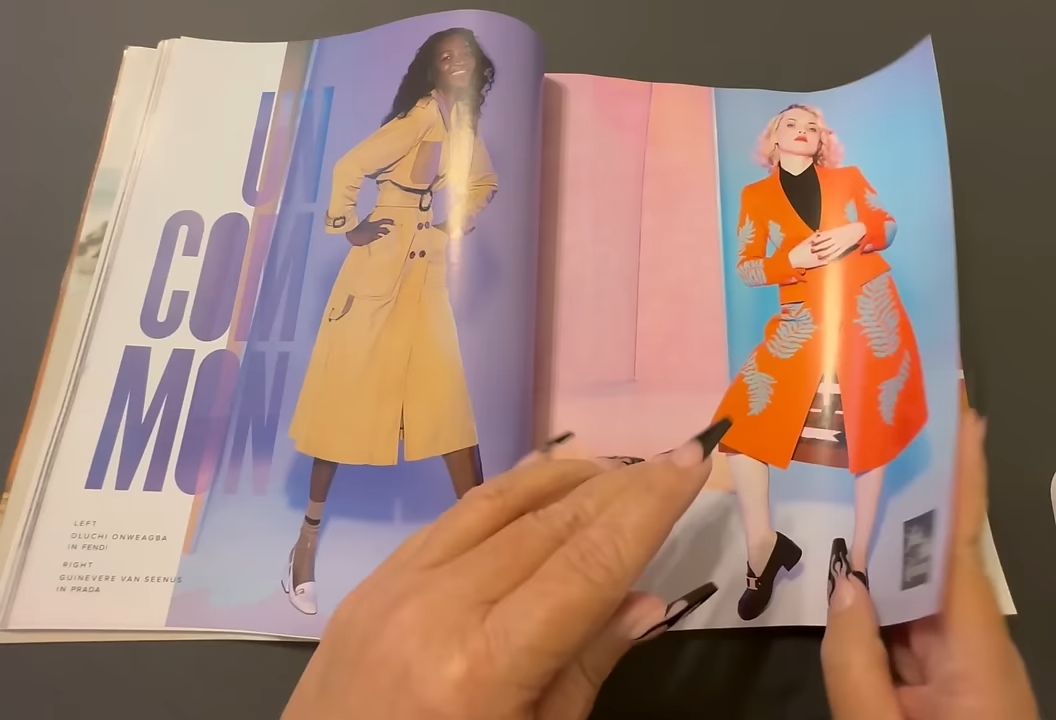 UN
COM
MON
LEFT
OLUCHI ONWEAGBA
IN FENDI
RIGHT
GUINEVERE VAN SEENUS
IN PRADA